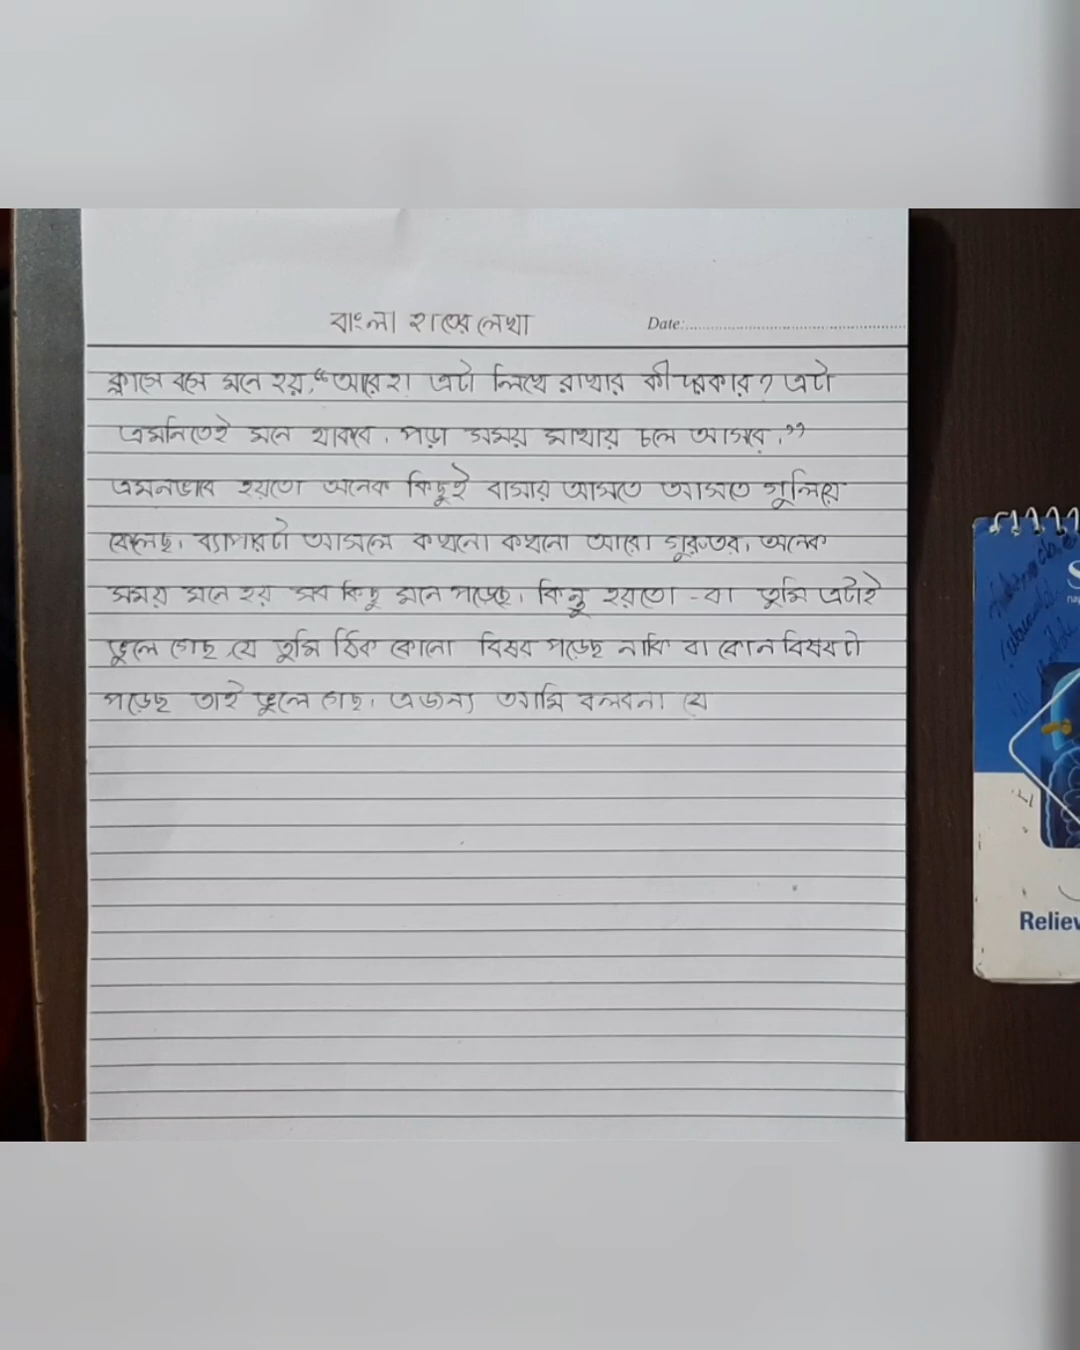 বাংলা হাতের লেখা
Date:
ক্লাসে বসে মনে হয়, “আরে হা এটা লিখে রাখার কী দরকার? এটা
এমনিতেই মনে থাকবে, পড়া সময় মাথায় চলে আসবে।”
এমনভাবে হয়তো অনেক কিছুই বাসায় আসতে আসতে গুলিয়ে
ফেলেছ। ব্যাপারটা আসলে কখনো কখনো আরো গুরুতর, অনেক
সময় মনে হয় সব কিছু মনে পড়েছে, কিন্তু হয়তো-বা তুমি এটাই
ভুলে গেছ যে তুমি ঠিক কোনো বিষয় পড়েছ নাকি বা কোন বিষয়টা
পড়েছ তাই ভুলে গেছ। এজন্য আমি বলবনা যে
Reliev